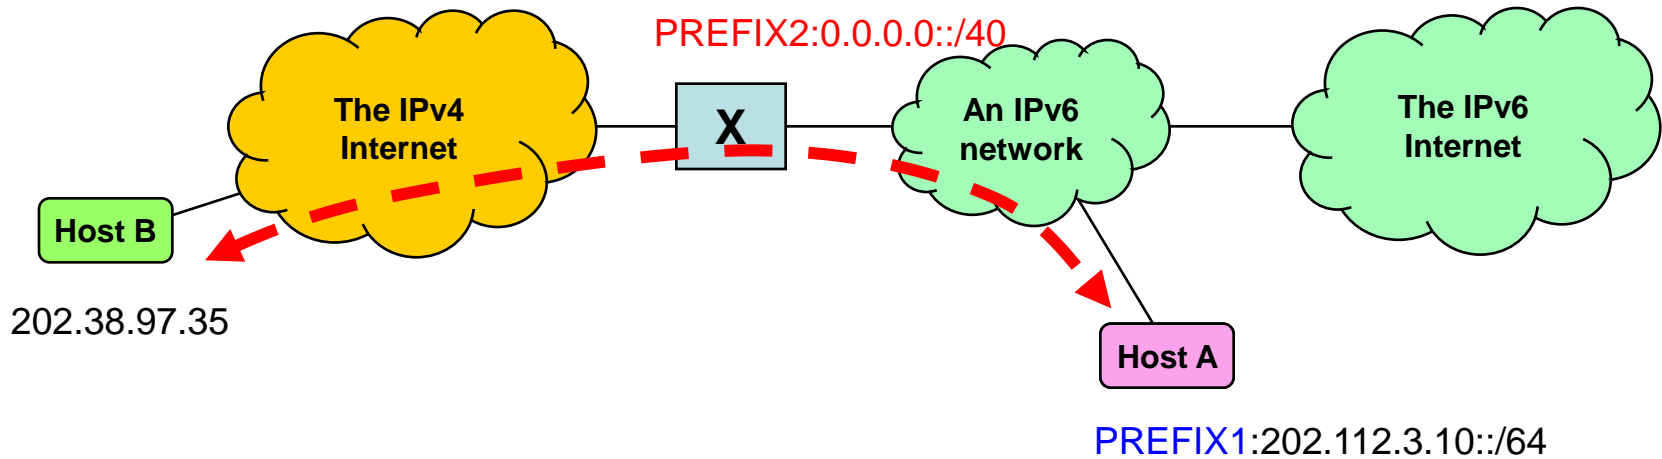 PREFIX2:0.0.0.0::/40
The IPv4
Internet
X
An IPv6
network
The IPv6
Internet
Host B
202.38.97.35
Host A
PREFIX1:202.112.3.10::/64